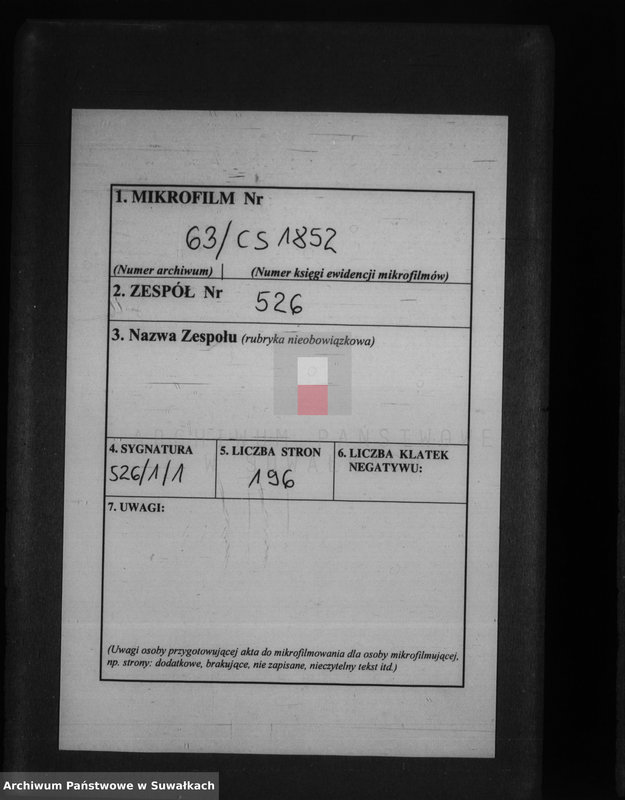 1. MIKROFILM Nr
63/CS 1852
(Numer archiwum) (Numer księgi ewidencji mikrofilmów)
2. ZESPÓŁ Nr 526
3. Nazwa Zespołu (rubryka nieobowiązkowa)
ARCHIWUM PAŃSTWOWE
W SUWAŁKACH
4. SYGNATURA
526/1/1
5. LICZBA STRON
196
6. LICZBA KLATEK
NEGATYWU:
7. UWAGI:
(Uwagi osoby przygotowującej akta do mikrofilmowania dla osoby mikrofilmującej,
np. strony: dodatkowe, brakujące, nie zapisane, nieczytelny tekst itd.)
Archiwum Państwowe w Suwałkach